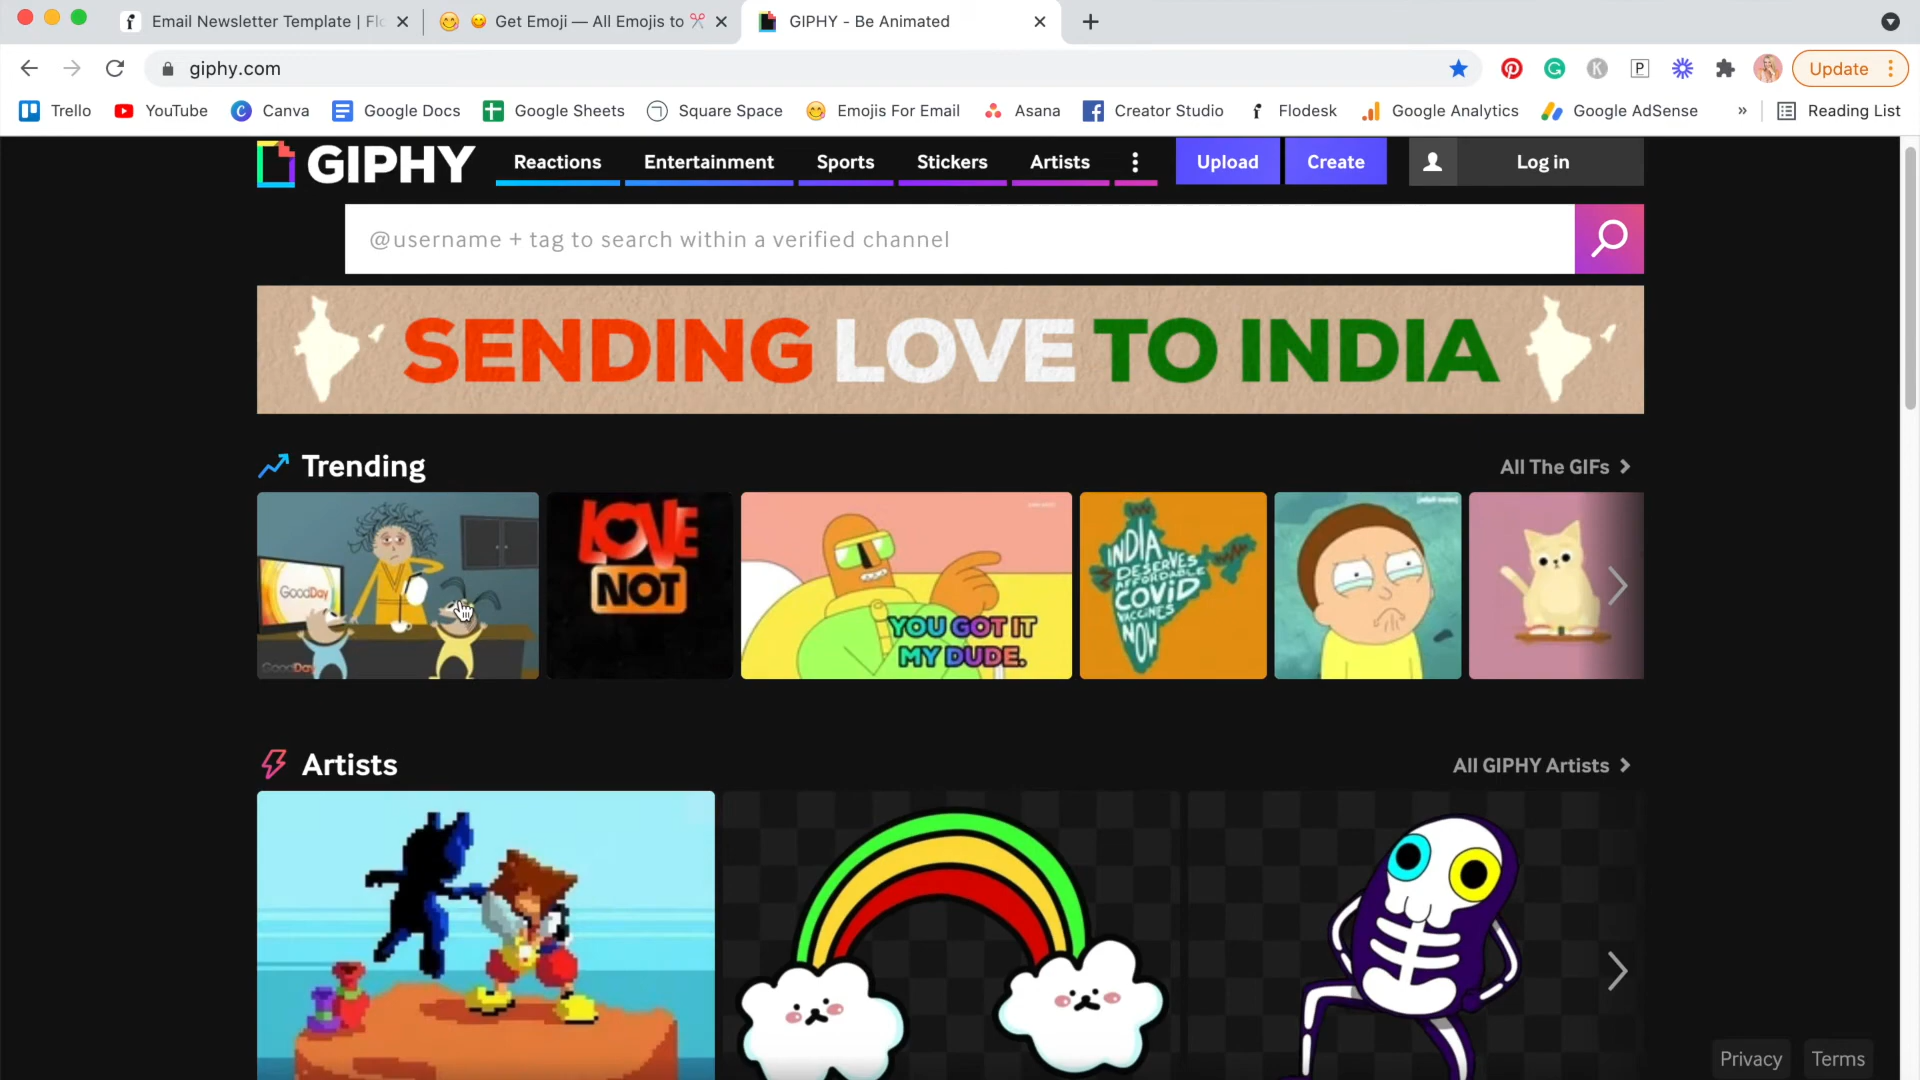 Email Newsletter Template | Flo
Get Emoji — All Emojis to ✂
GIPHY - Be Animated
giphy.com
Update
Trello
YouTube
Canva
Google Docs
Google Sheets
Square Space
Emojis For Email
Asana
Creator Studio
Flodesk
Google Analytics
Google AdSense
»
Reading List
GIPHY
Reactions
Entertainment
Sports
Stickers
Artists
Upload
Create
Log in
@username + tag to search within a verified channel
SENDING LOVE TO INDIA
Trending
All The GIFs
GoodDay
GoodDay
LOVE
NOT
YOU GOT IT
MY DUDE.
INDIA
DESERVES
AFFORDABLE
COVID
VACCINES
NOW
Artists
All GIPHY Artists
Privacy
Terms